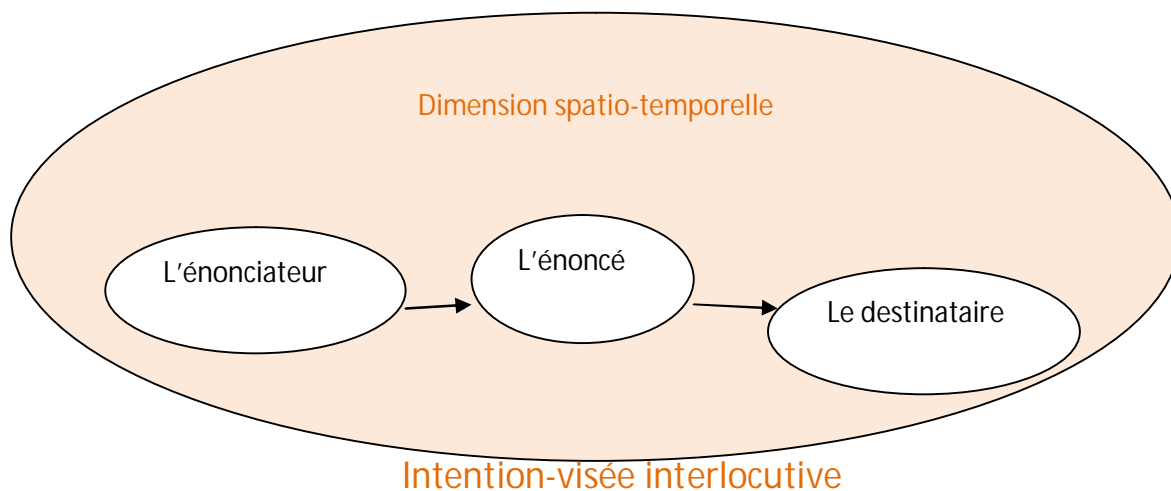 Dimension spatio-temporelle
L'énonciateur
L'énoncé
Le destinataire
Intention-visée interlocutive